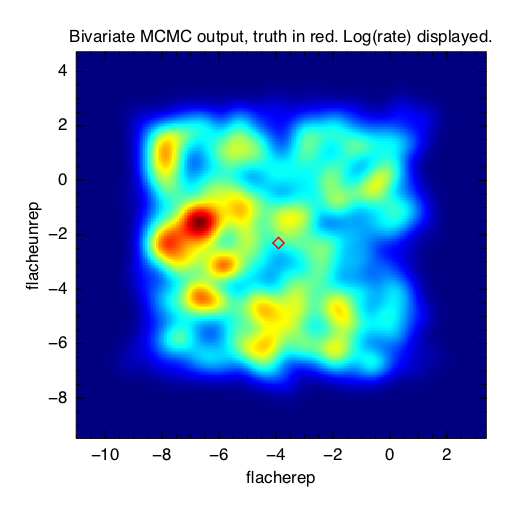 Bivariate MCMC output, truth in red. Log(rate) displayed.
4
2
0
−2
−4
−6
−8
flacheunrep
−10 −8 −6 −4 −2 0 2
flacherep